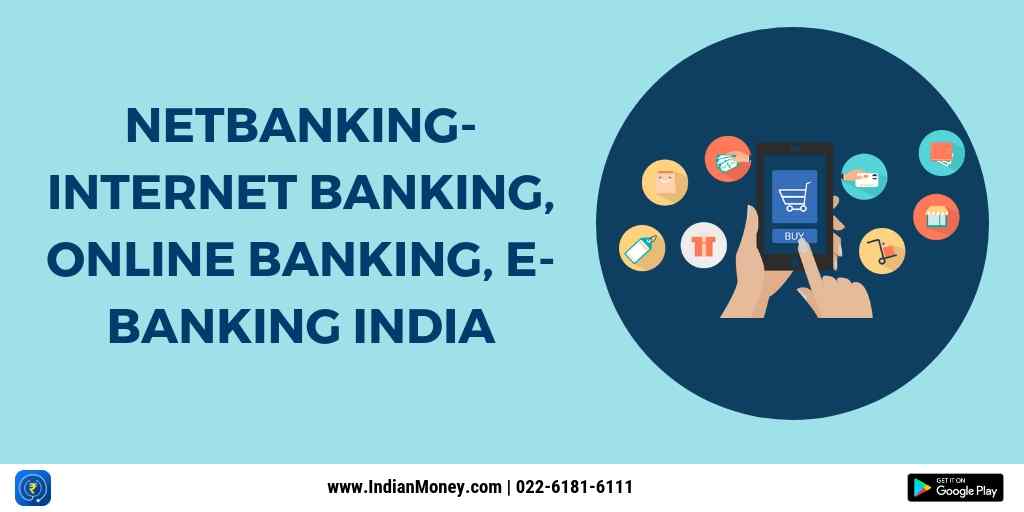 NETBANKING-
INTERNET BANKING,
ONLINE BANKING, E-
BANKING INDIA
BUY
www.IndianMoney.com | 022-6181-6111
GET IT ON
Google Play
₹